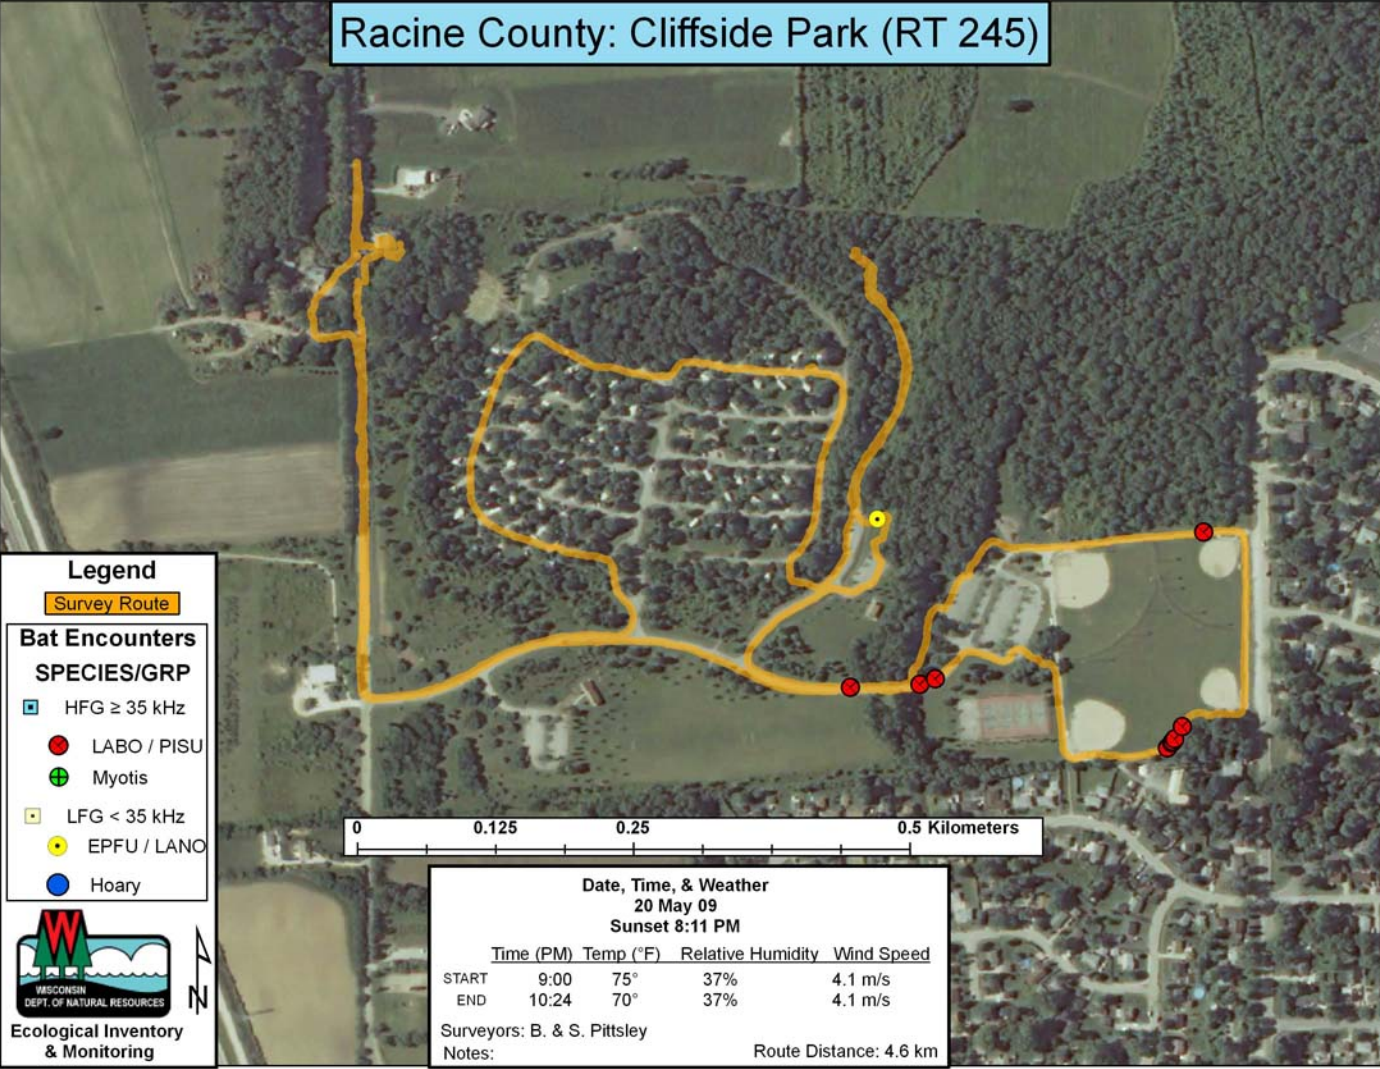 Racine County: Cliffside Park (RT 245)
Legend
Survey Route
Bat Encounters
SPECIES/GRP
HFG ≥ 35 kHz
LABO / PISU
Myotis
LFG < 35 kHz
EPFU / LANO
Hoary
W
WISCONSIN
DEPT. OF NATURAL RESOURCES
N
Ecological Inventory
& Monitoring
0 0.125 0.25 0.5 Kilometers
Date, Time, & Weather
20 May 09
Sunset 8:11 PM
Time (PM) Temp (°F) Relative Humidity Wind Speed
START 9:00 75° 37% 4.1 m/s
END 10:24 70° 37% 4.1 m/s
Surveyors: B. & S. Pittsley
Notes: Route Distance: 4.6 km